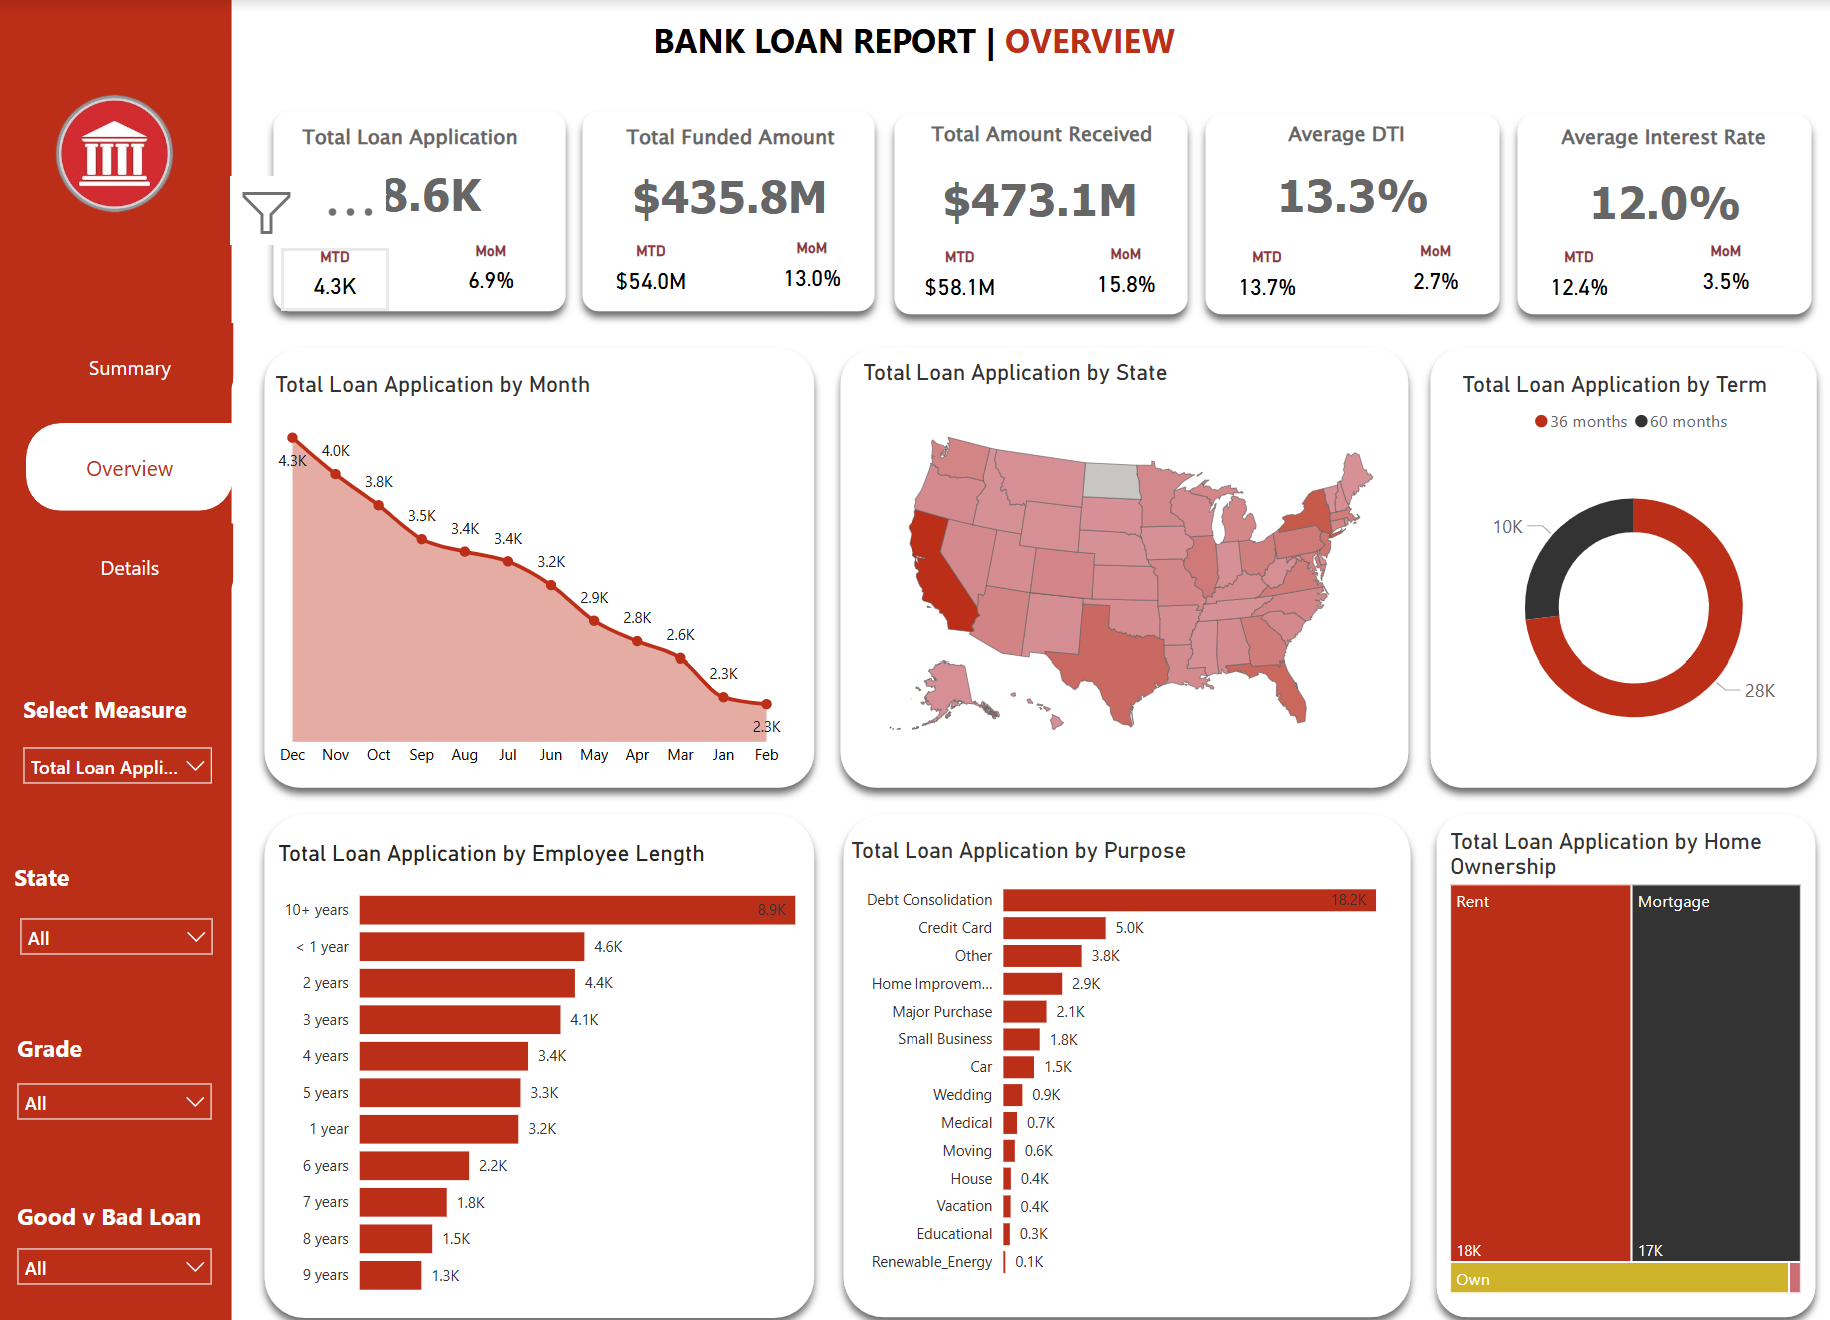 BANK LOAN REPORT | OVERVIEW
Total Loan Application
...8.6K
MTD
4.3K
MoM
6.9%
Total Funded Amount
$435.8M
MTD
$54.0M
MoM
13.0%
Total Amount Received
$473.1M
MTD
$58.1M
MoM
15.8%
Average DTI
13.3%
MTD
13.7%
MoM
2.7%
Average Interest Rate
12.0%
MTD
12.4%
MoM
3.5%
Summary
Overview
Details
Select Measure
Total Loan Appli...
State
All
Grade
All
Good v Bad Loan
All
Total Loan Application by Month
4.3K
4.0K
3.8K
3.5K
3.4K
3.4K
3.2K
2.9K
2.8K
2.6K
2.3K
2.3K
Dec Nov Oct Sep Aug Jul Jun May Apr Mar Jan Feb
Total Loan Application by State
Total Loan Application by Term
36 months 60 months
10K
28K
Total Loan Application by Employee Length
10+ years 8.9K
< 1 year 4.6K
2 years 4.4K
3 years 4.1K
4 years 3.4K
5 years 3.3K
1 year 3.2K
6 years 2.2K
7 years 1.8K
8 years 1.5K
9 years 1.3K
Total Loan Application by Purpose
Debt Consolidation 18.2K
Credit Card 5.0K
Other 3.8K
Home Improvem... 2.9K
Major Purchase 2.1K
Small Business 1.8K
Car 1.5K
Wedding 0.9K
Medical 0.7K
Moving 0.6K
House 0.4K
Vacation 0.4K
Educational 0.3K
Renewable_Energy 0.1K
Total Loan Application by Home
Ownership
Rent
18K
Mortgage
17K
Own